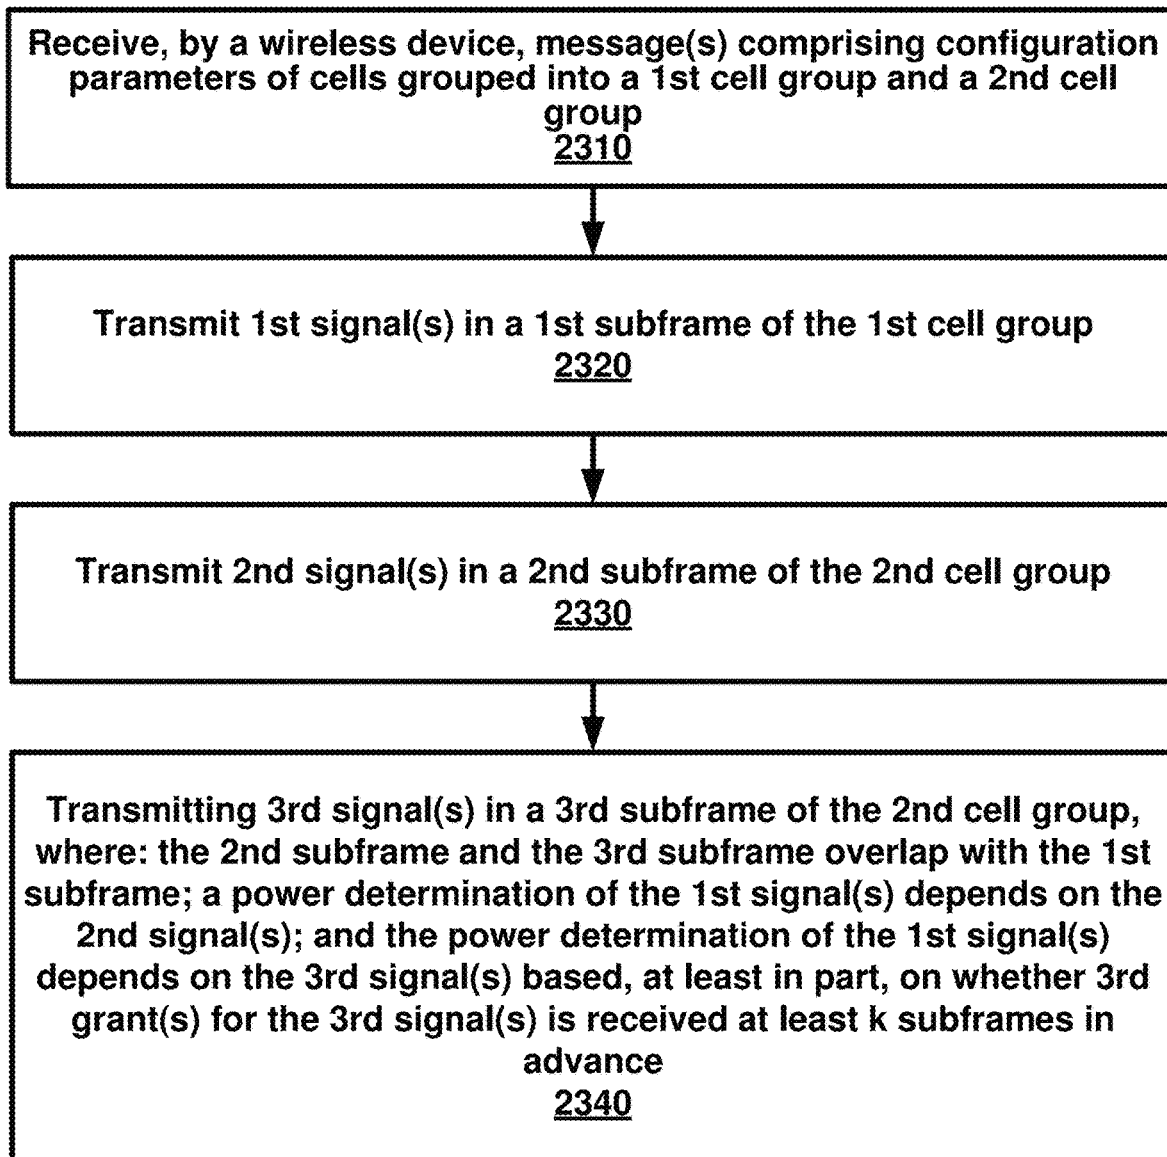 Receive, by a wireless device, message(s) comprising configuration
parameters of cells grouped into a 1st cell group and a 2nd cell
group
2310
Transmit 1st signal(s) in a 1st subframe of the 1st cell group
2320
Transmit 2nd signal(s) in a 2nd subframe of the 2nd cell group
2330
Transmitting 3rd signal(s) in a 3rd subframe of the 2nd cell group,
where: the 2nd subframe and the 3rd subframe overlap with the 1st
subframe; a power determination of the 1st signal(s) depends on the
2nd signal(s); and the power determination of the 1st signal(s)
depends on the 3rd signal(s) based, at least in part, on whether 3rd
grant(s) for the 3rd signal(s) is received at least k subframes in
advance
2340